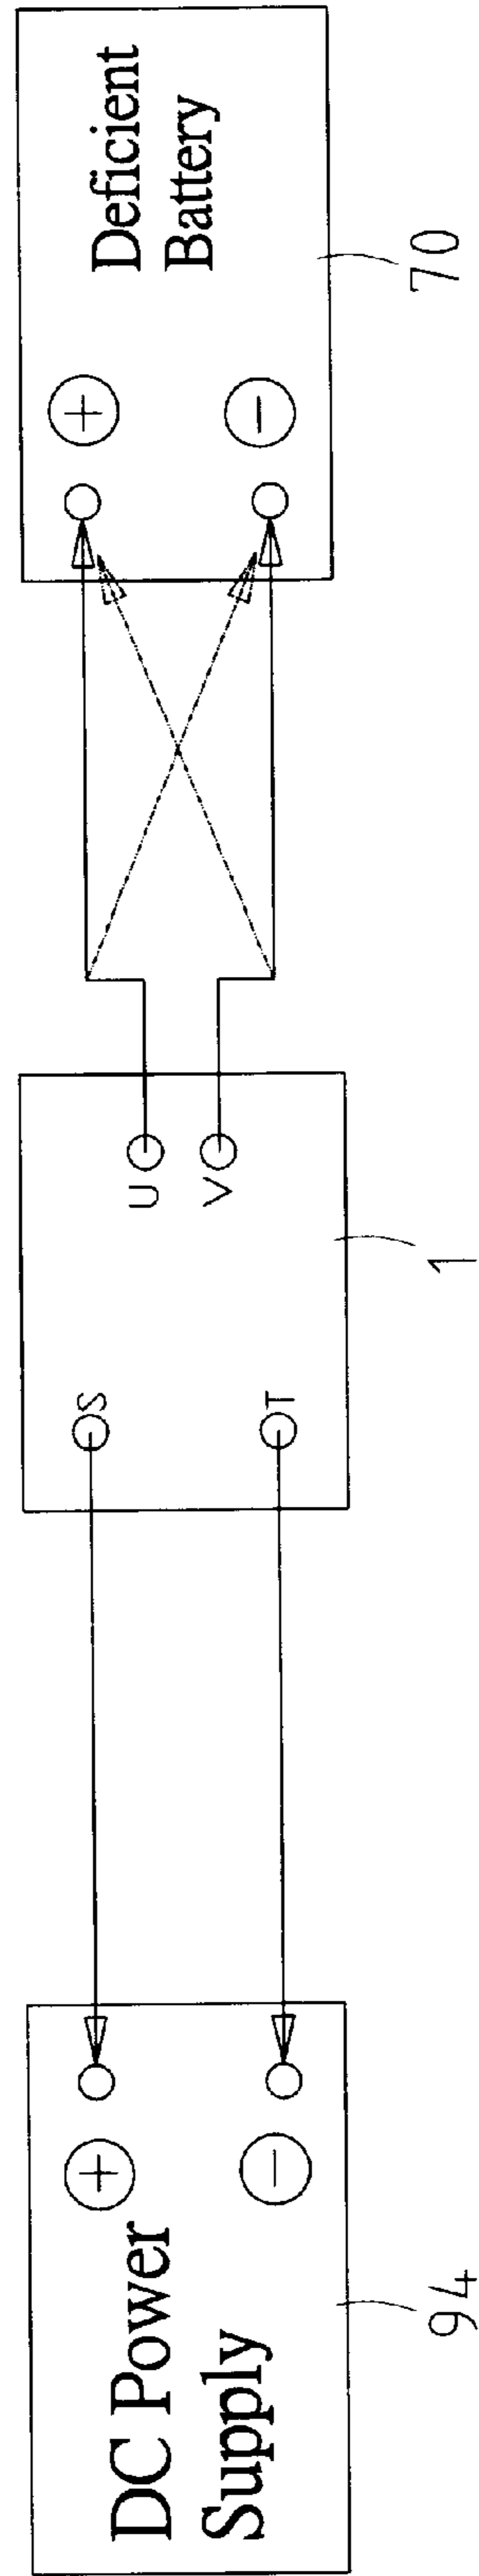 DC Power
Supply
+
−
94
S
T
U
V
1
+
−
Deficient
Battery
70